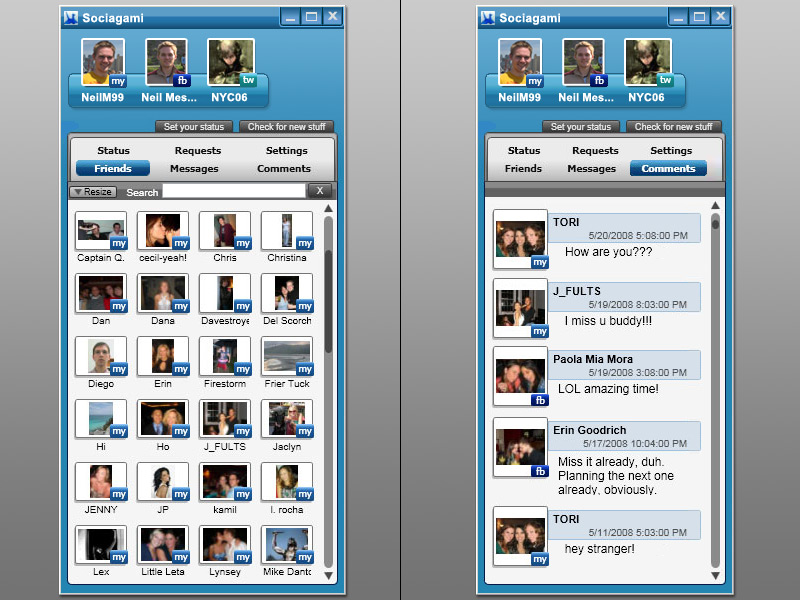 Sociagami
my
fb
tw
NeilM99
Neil Mes...
NYC06
Set your status
Check for new stuff
Status
Requests
Settings
Friends
Messages
Comments
Resize
Search
X
my
my
my
my
Captain Q.
cecil-yeah!
Chris
Christina
my
my
my
my
Dan
Dana
Davestroye
Del Scorch
my
my
my
my
Diego
Erin
Firestorm
Frier Tuck
my
my
my
my
Hi
Ho
J_FULTS
Jaclyn
my
my
my
my
JENNY
JP
kamil
l. rocha
my
my
my
my
Lex
Little Leta
Lynsey
Mike Danto
Sociagami
my
fb
tw
NeilM99
Neil Mes...
NYC06
Set your status
Check for new stuff
Status
Requests
Settings
Friends
Messages
Comments
TORI
5/20/2008 5:08:00 PM
How are you???
my
J_FULTS
5/19/2008 8:03:00 PM
I miss u buddy!!!
my
Paola Mia Mora
5/19/2008 3:08:00 PM
LOL amazing time!
fb
Erin Goodrich
5/17/2008 10:04:00 PM
Miss it already, duh.
Planning the next one
already, obviously.
fb
TORI
5/11/2008 5:03:00 PM
hey stranger!
my